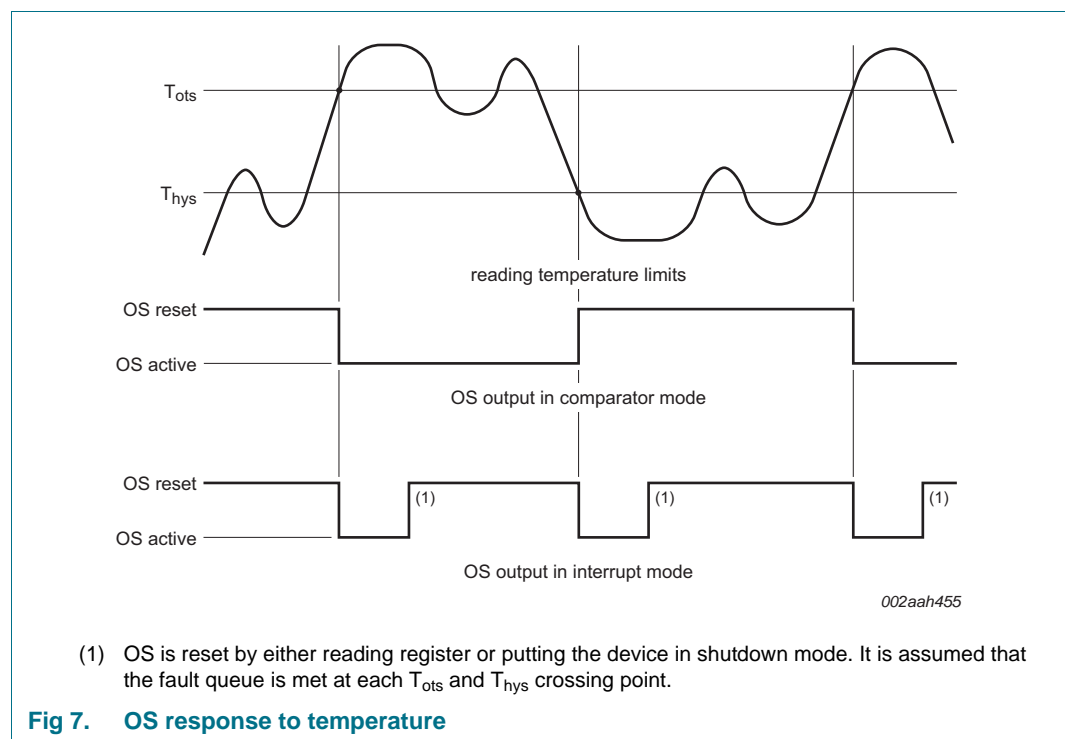 Tots
Thys
reading temperature limits
OS reset
OS active
OS output in comparator mode
OS reset
(1)
(1)
(1)
OS active
OS output in interrupt mode
002aah455
(1) OS is reset by either reading register or putting the device in shutdown mode. It is assumed that
the fault queue is met at each Tots and Thys crossing point.
Fig 7. OS response to temperature